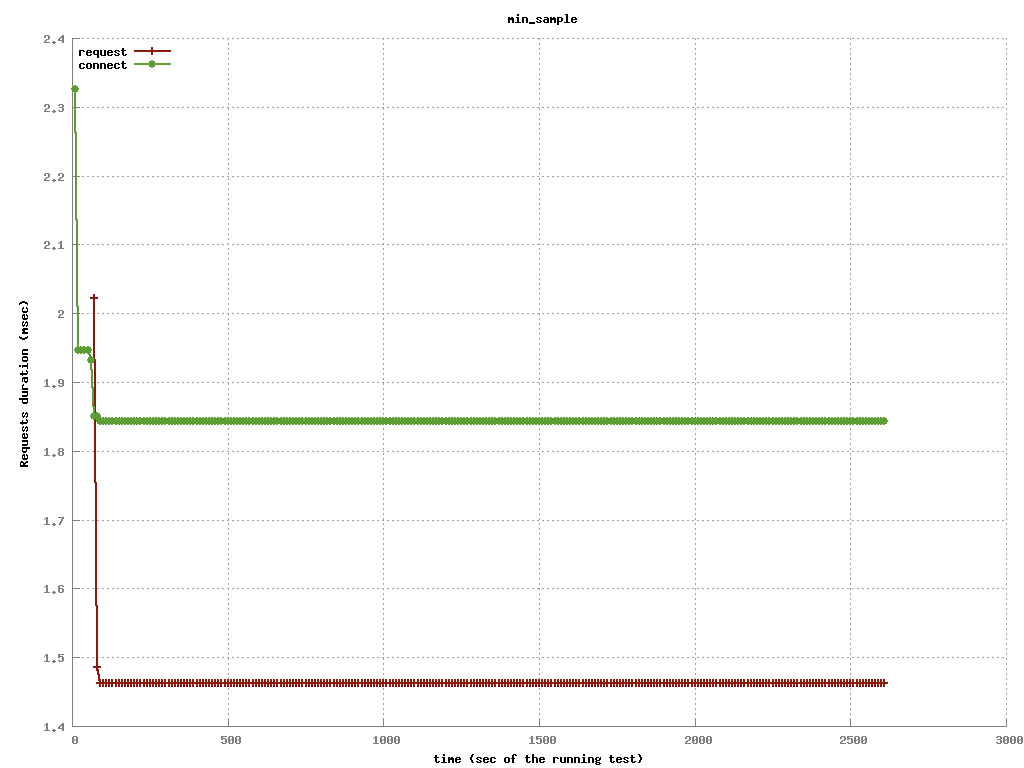 min_sample
2.4
request
connect
2.3
2.2
2.1
2
1.9
1.8
1.7
1.6
1.5
1.4
Requests duration (msec)
0 500 1000 1500 2000 2500 3000
time (sec of the running test)